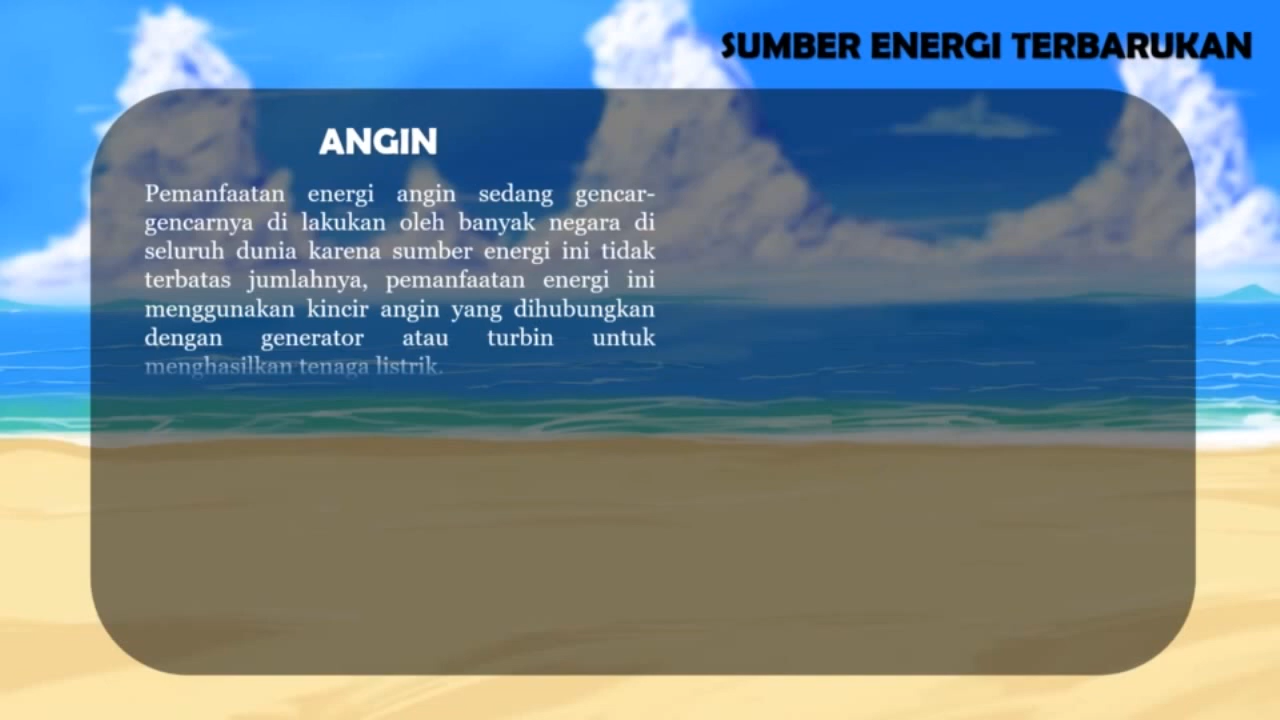 SUMBER ENERGI TERBARUKAN
ANGIN
Pemanfaatan energi angin sedang gencar-
gencarnya di lakukan oleh banyak negara di
seluruh dunia karena sumber energi ini tidak
terbatas jumlahnya, pemanfaatan energi ini
menggunakan kincir angin yang dihubungkan
dengan generator atau turbin untuk
menghasilkan tenaga listrik.